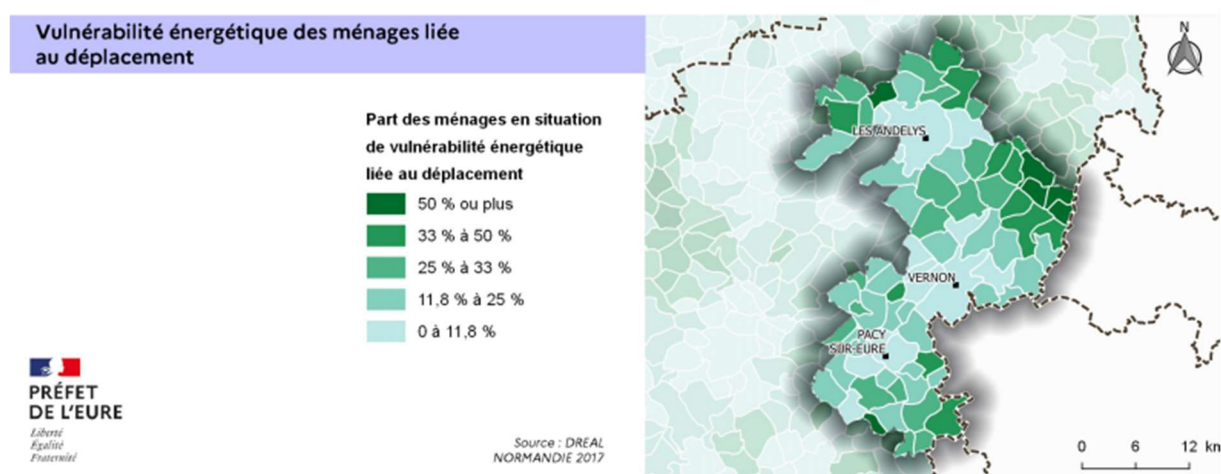 Vulnérabilité énergétique des ménages liée
au déplacement
Part des ménages en situation
de vulnérabilité énergétique
liée au déplacement
50 % ou plus
33 % à 50 %
25 % à 33 %
11,8 % à 25 %
0 à 11,8 %
PRÉFET
DE L'EURE
Liberté
Égalité
Fraternité
Source : DREAL
NORMANDIE 2017
N
LES ANDELYS
VERNON
PACY
SUR-EURE
0 6 12 km